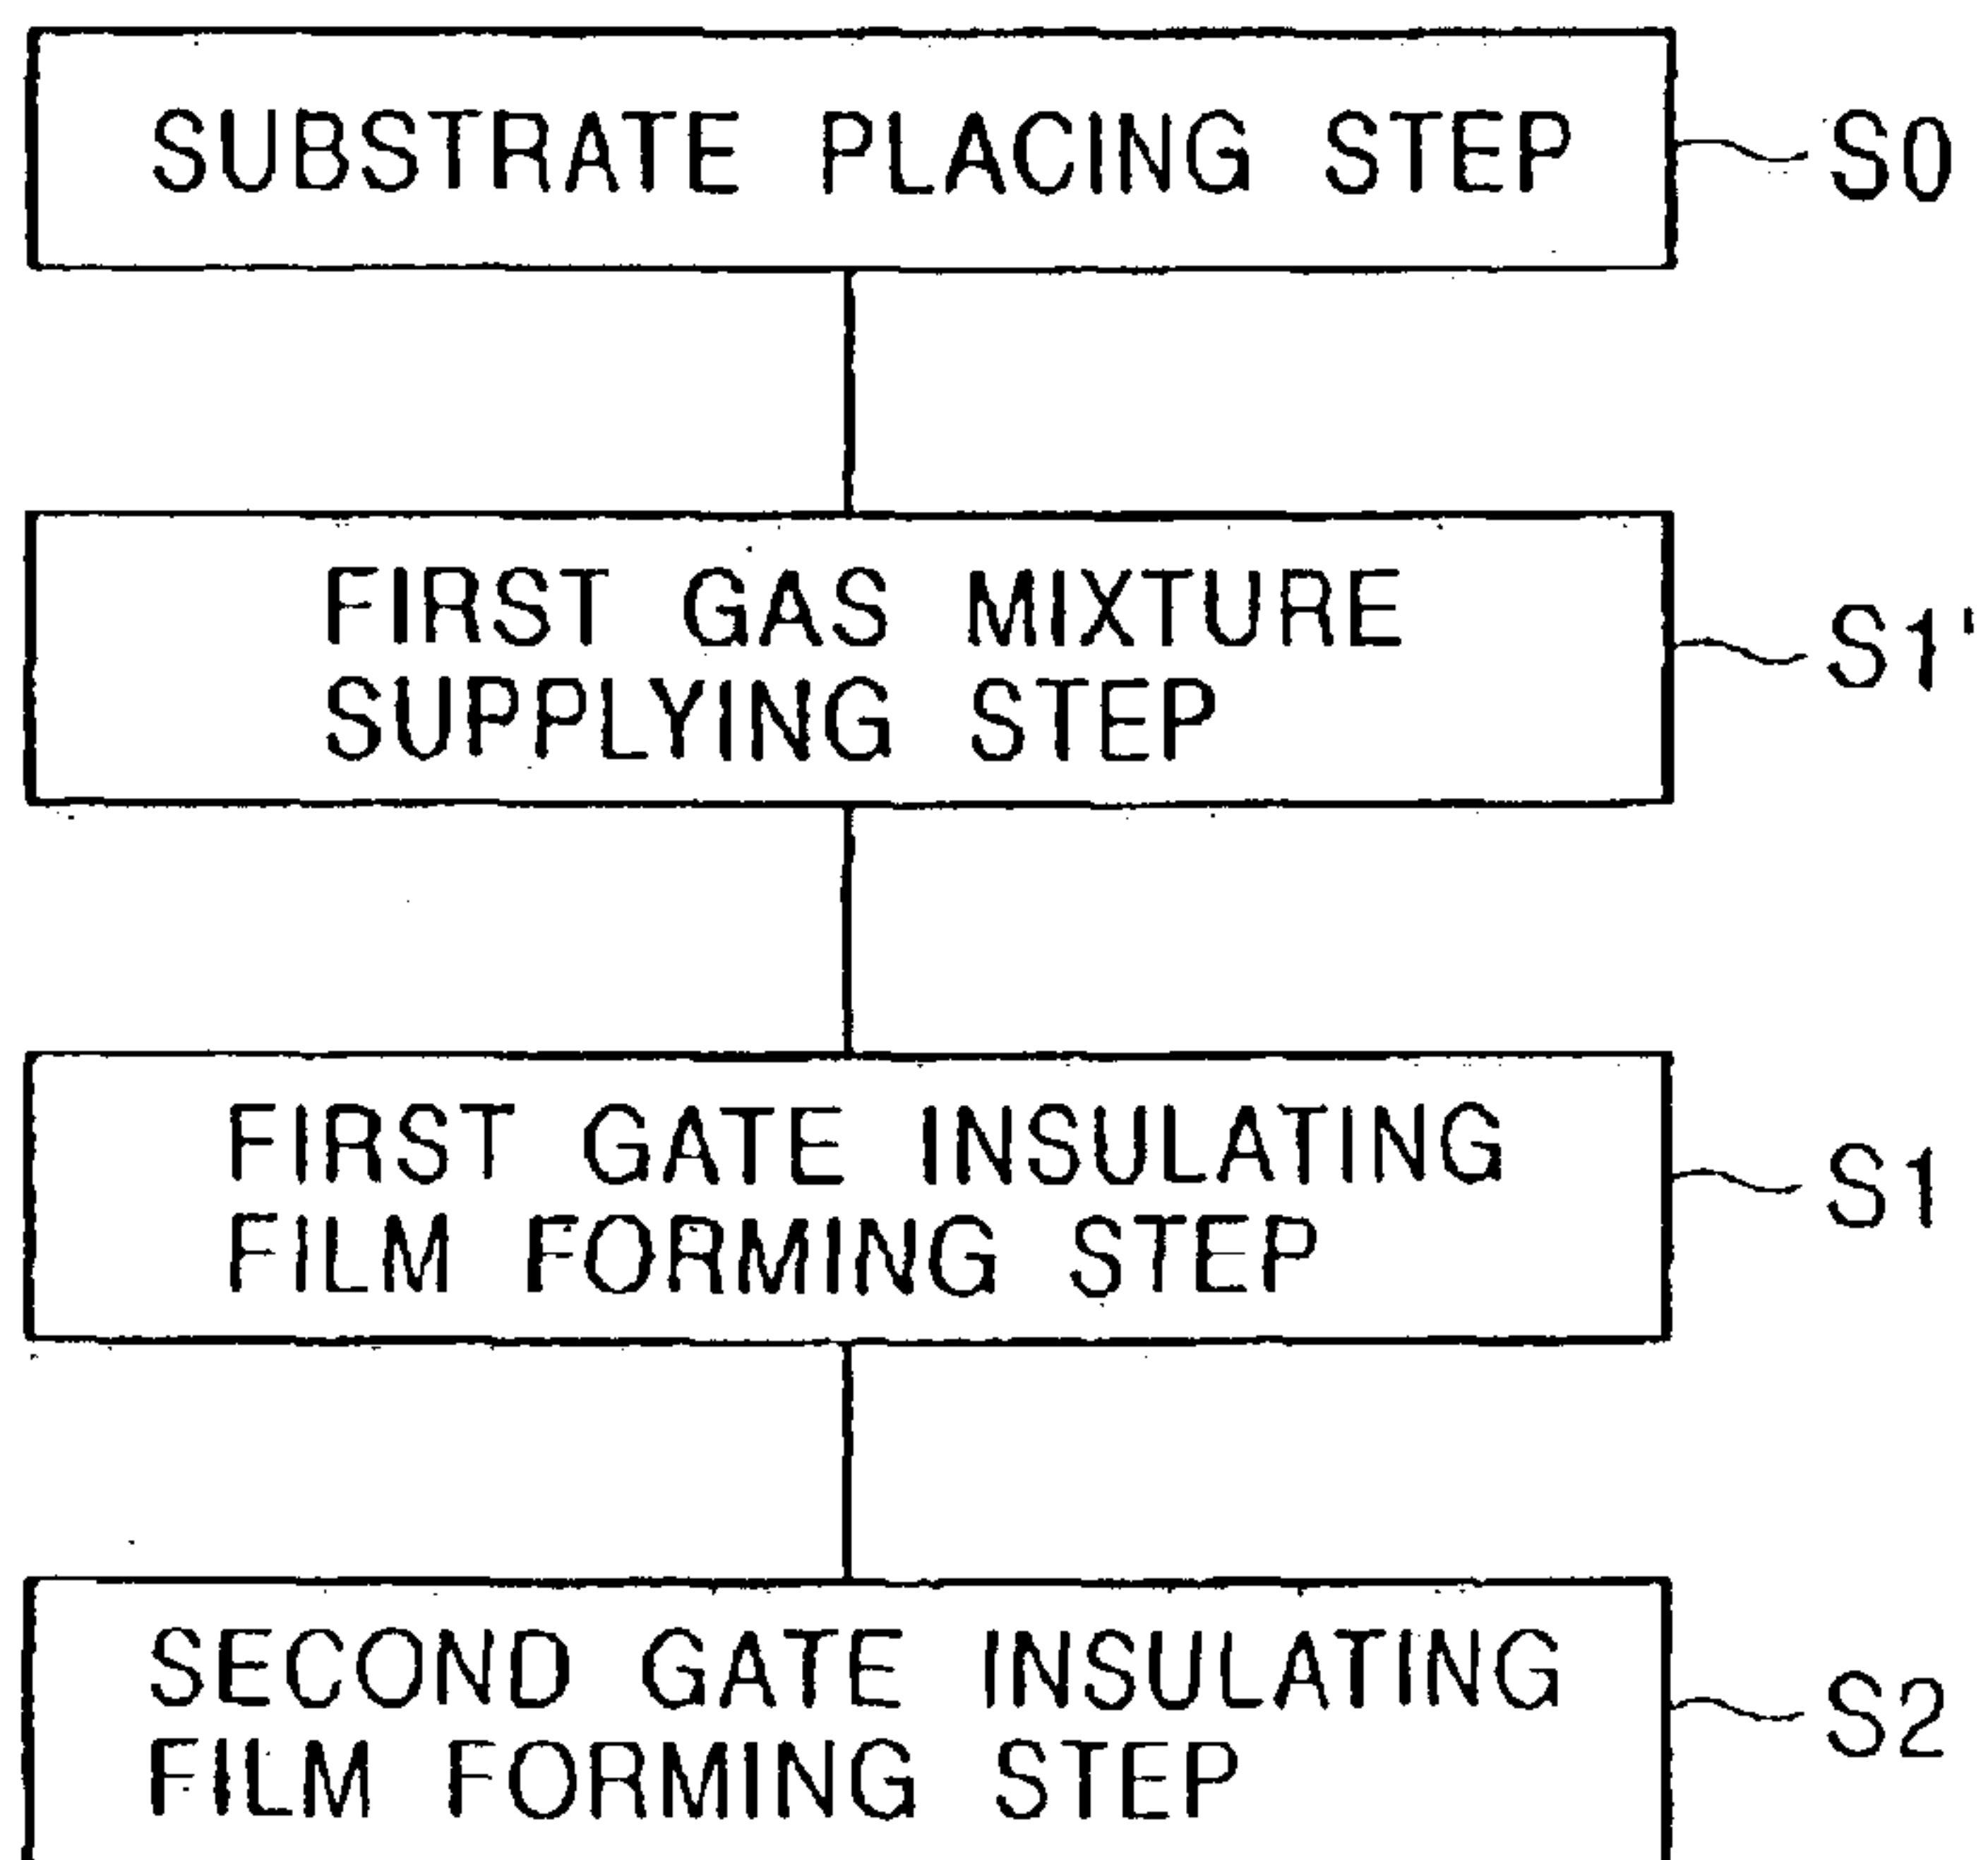 SUBSTRATE PLACING STEP
S0
FIRST GAS MIXTURE
SUPPLYING STEP
S1'
FIRST GATE INSULATING
FILM FORMING STEP
S1
SECOND GATE INSULATING
FILM FORMING STEP
S2